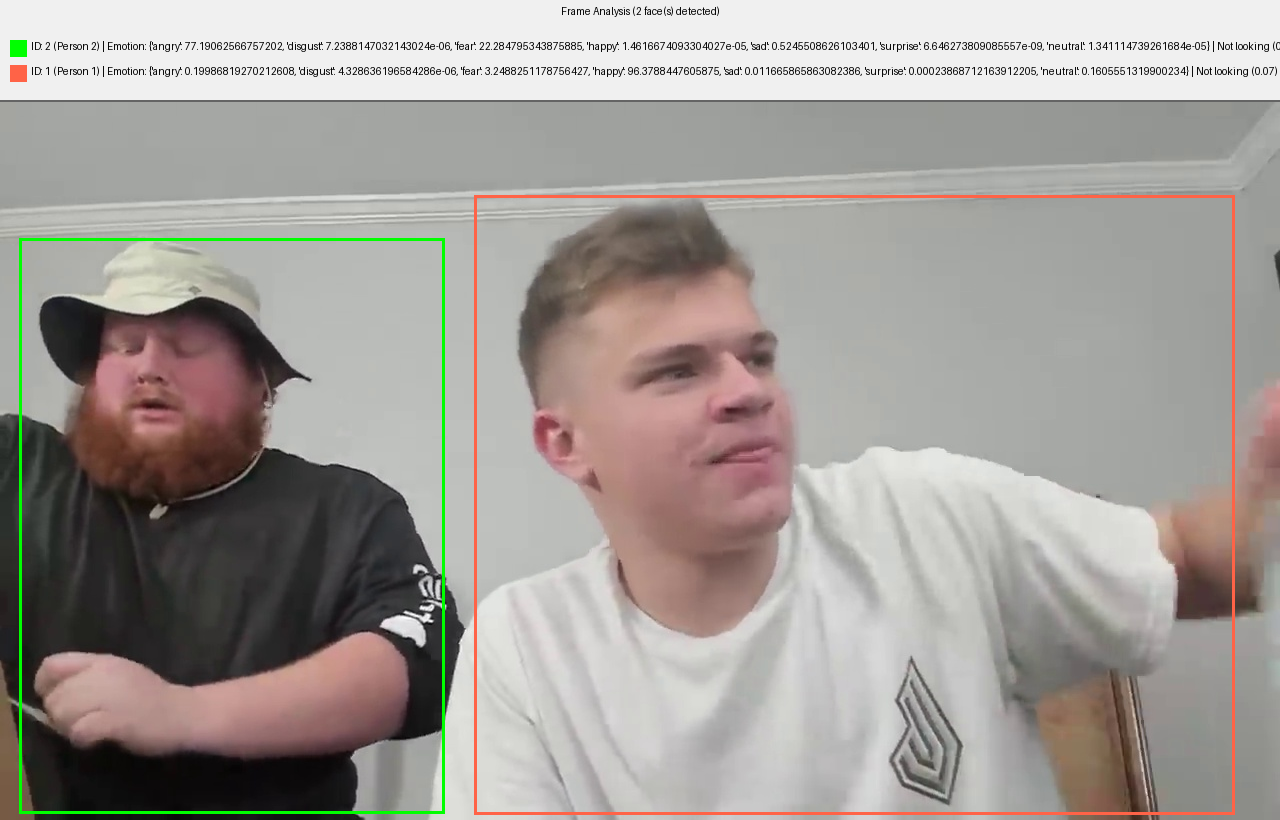 Frame Analysis (2 face(s) detected)
ID: 2 (Person 2) | Emotion: {'angry': 77.19062566757202, 'disgust': 7.2388147032143024e-06, 'fear': 22.284795343875885, 'happy': 1.4616674093304027e-05, 'sad': 0.5245508626103401, 'surprise': 6.646273809085557e-09, 'neutral': 1.341114739261684e-05} | Not looking (0
ID: 1 (Person 1) | Emotion: {'angry': 0.19986819270212608, 'disgust': 4.328636196584286e-06, 'fear': 3.2488251178756427, 'happy': 96.3788447605875, 'sad': 0.011665865863082386, 'surprise': 0.00023868712163912205, 'neutral': 0.1605551319900234} | Not looking (0.07)